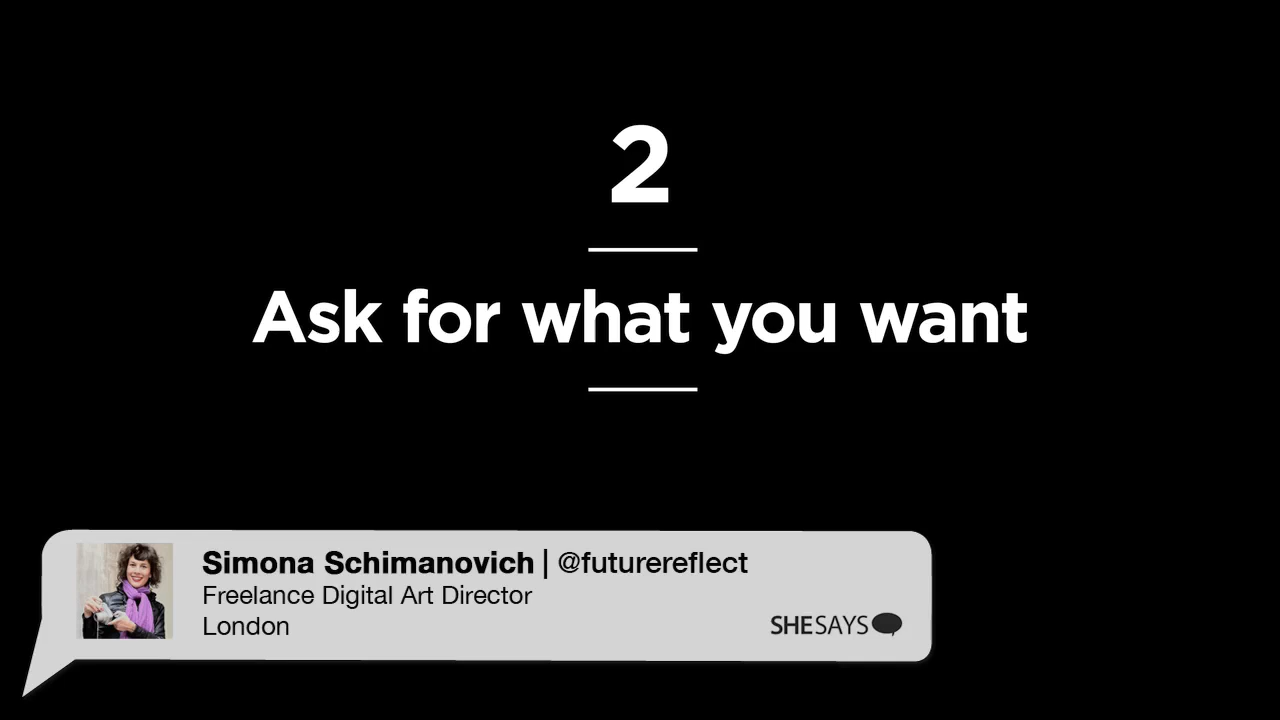 2
Ask for what you want
Simona Schimanovich | @futurereflect
Freelance Digital Art Director
London
SHESAYS